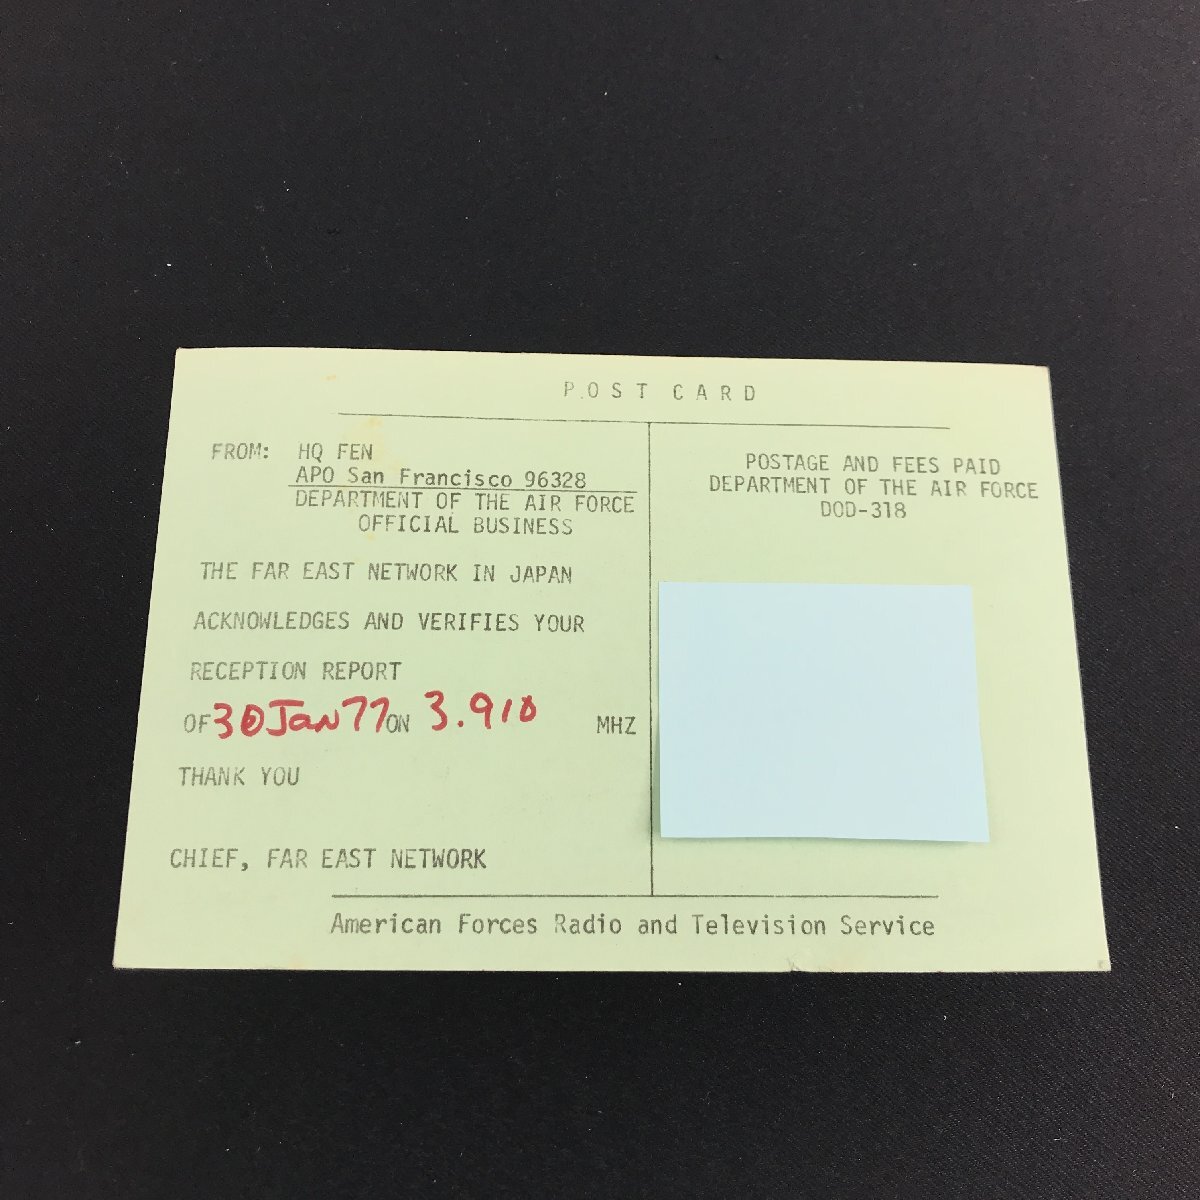 POST CARD
FROM: HQ FEN
APO San Francisco 96328
DEPARTMENT OF THE AIR FORCE
OFFICIAL BUSINESS
THE FAR EAST NETWORK IN JAPAN
ACKNOWLEDGES AND VERIFIES YOUR
RECEPTION REPORT
OF 30 Jan 77 ON 3.910 MHZ
THANK YOU
CHIEF, FAR EAST NETWORK
POSTAGE AND FEES PAID
DEPARTMENT OF THE AIR FORCE
DOD-318
American Forces Radio and Television Service